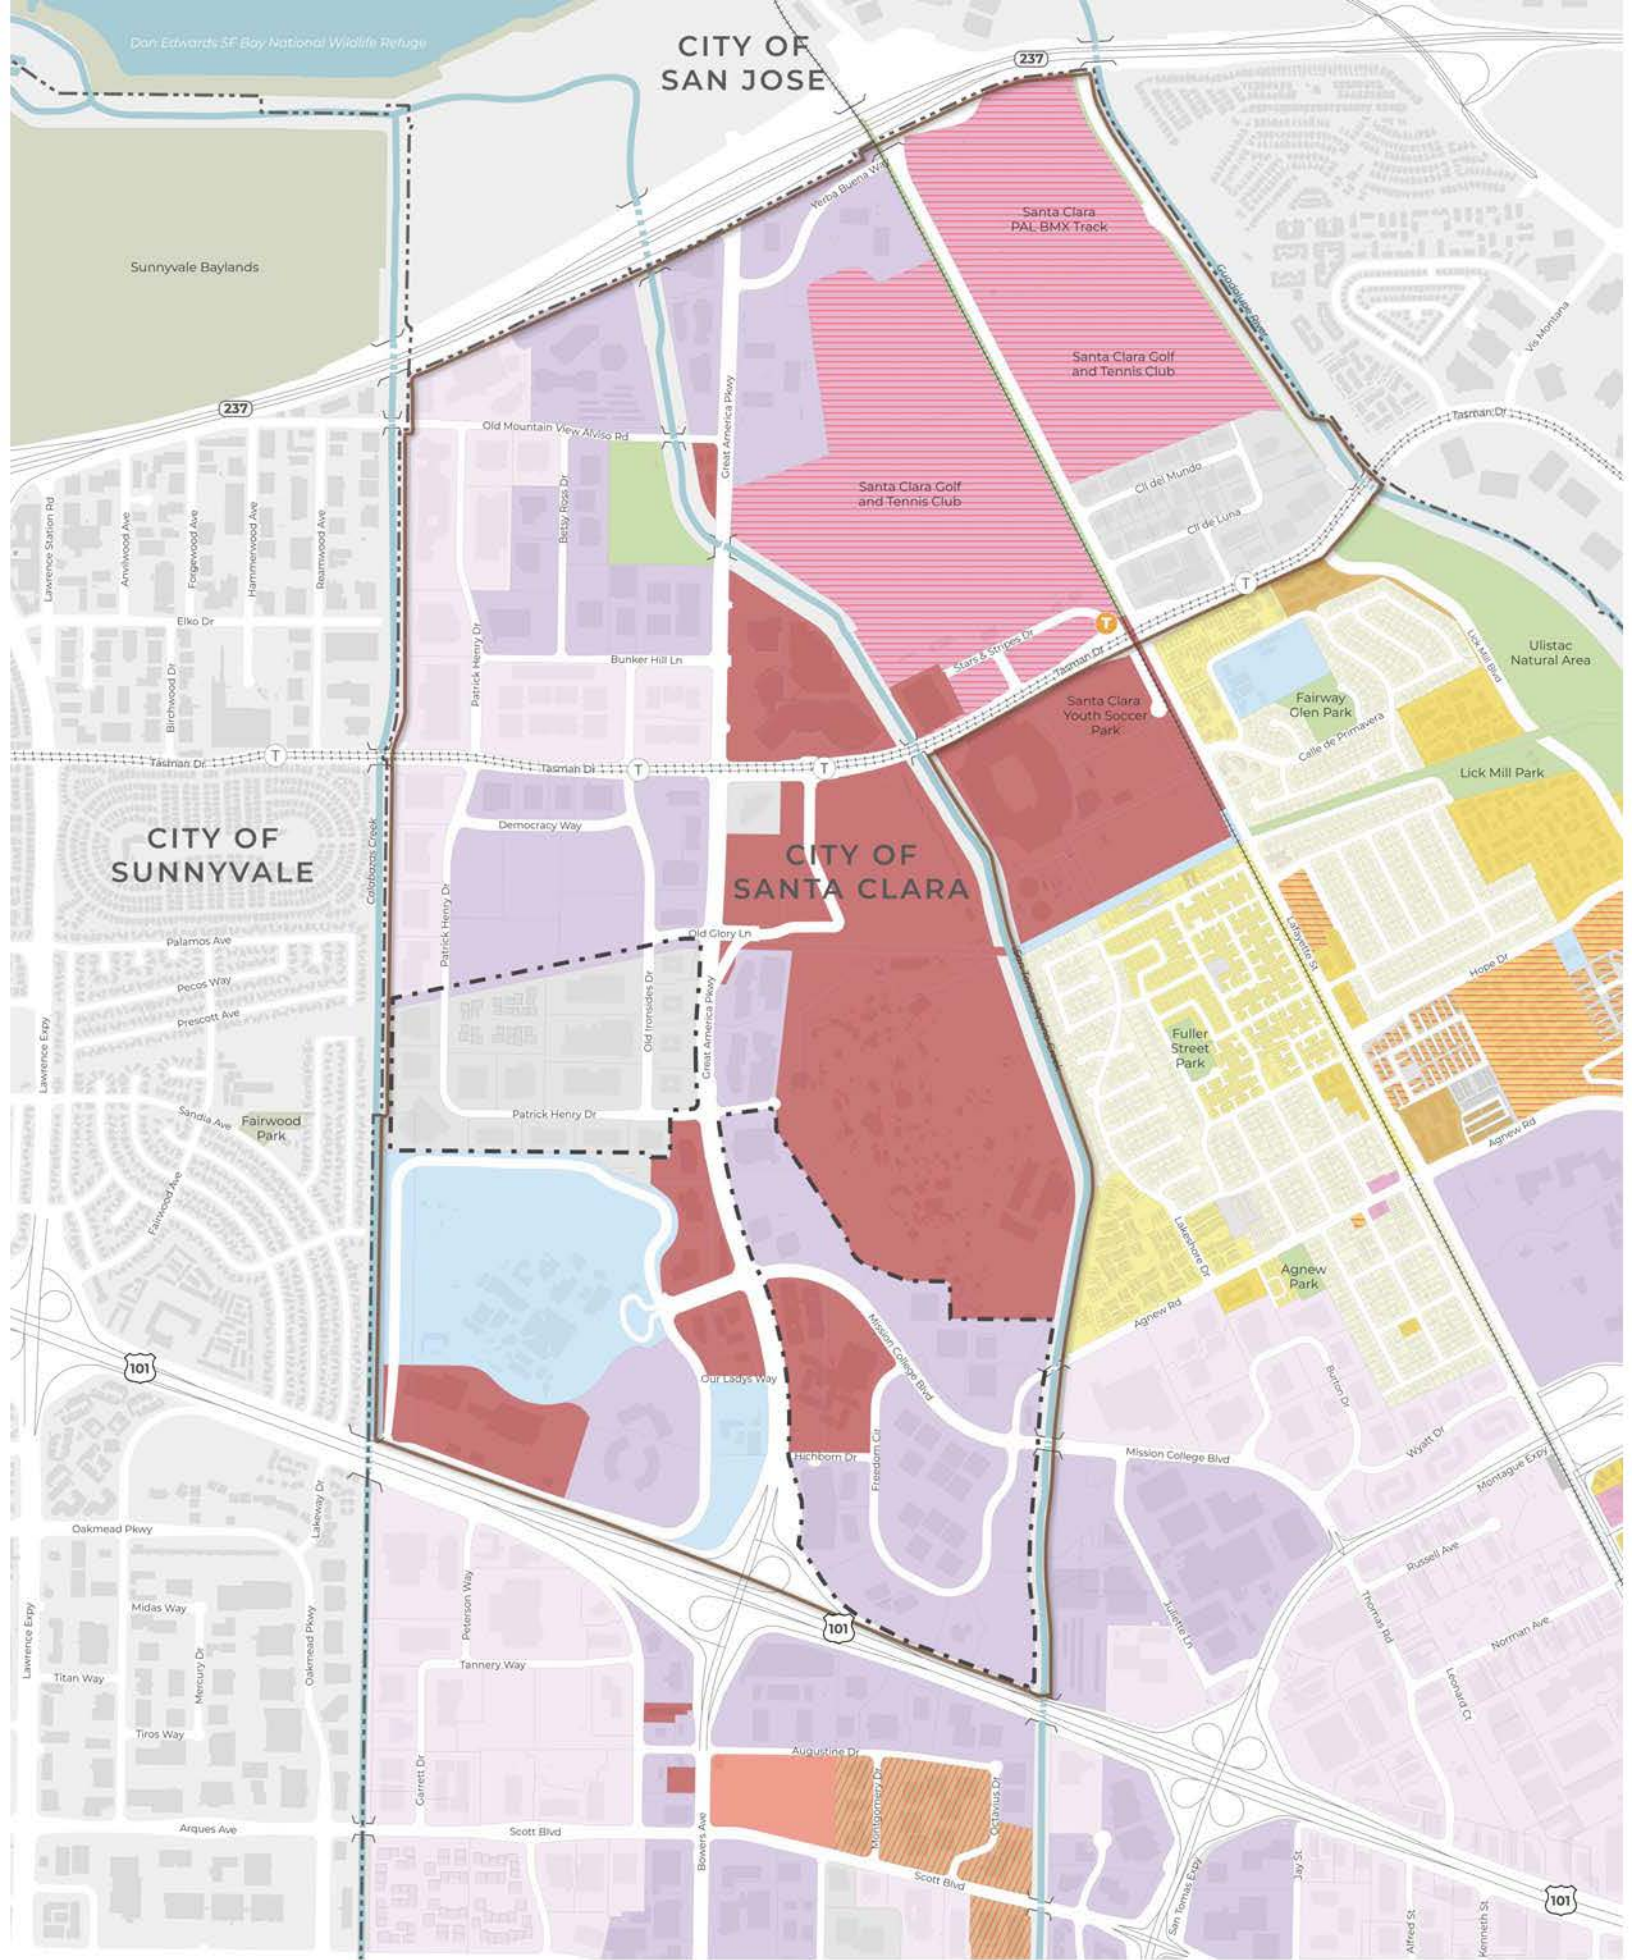 Don Edwards SF Bay National Wildlife Refuge
CITY OF
SAN JOSE
237
Yerba Buena Way
Santa Clara
PAL BMX Track
Sunnyvale Baylands
Guadalupe River
Vis Montana
Santa Clara Golf
and Tennis Club
237
Great America Pkwy
Old Mountain View Alviso Rd
Tasman Dr
Cll del Mundo
Santa Clara Golf
and Tennis Club
Cll de Luna
Betsy Ross Dr
Lawrence Station Rd
Anvilwood Ave
Forgewood Ave
Hammerwood Ave
Reamwood Ave
Elko Dr
T
T
Stars & Stripes Dr
Tasman Dr
Bunker Hill Ln
Patrick Henry Dr
Birchwood Dr
Lick Mill Blvd
Ulistac
Natural Area
Fairway
Glen Park
Santa Clara
Youth Soccer
Park
Calle de Primavera
Tasman Dr
T
Tasman Dr
T
T
Lick Mill Park
Democracy Way
CITY OF
SUNNYVALE
Calabazas Creek
CITY OF
SANTA CLARA
Patrick Henry Dr
Old Glory Ln
Palamos Ave
Pecos Way
Prescott Ave
Lafayette St
Hope Dr
Old Ironsides Dr
Great America Pkwy
Lawrence Expy
Fuller
Street
Park
Sandia Ave
Fairwood
Park
Patrick Henry Dr
Agnew Rd
Fairwood Ave
Lakeshore Dr
Agnew
Park
Agnew Rd
Mission College Blvd
101
Our Ladys Way
Burton Dr
Hichborn Dr
Freedom Cir
Mission College Blvd
Wyatt Dr
Montague Expy
Lakeway Dr
Oakmead Pkwy
Russell Ave
Peterson Way
Midas Way
Lawrence Expy
Mercury Dr
Oakmead Pkwy
Juliette Ln
Thomas Rd
Norman Ave
101
Tannery Way
Titan Way
Leonard Ct
Tiros Way
Augustine Dr
Garrett Dr
Montgomery Dr
Octavius Dr
Arques Ave
Scott Blvd
Bowers Ave
Scott Blvd
San Tomas Expy
Jay St
Alfred St
Kenneth St
101